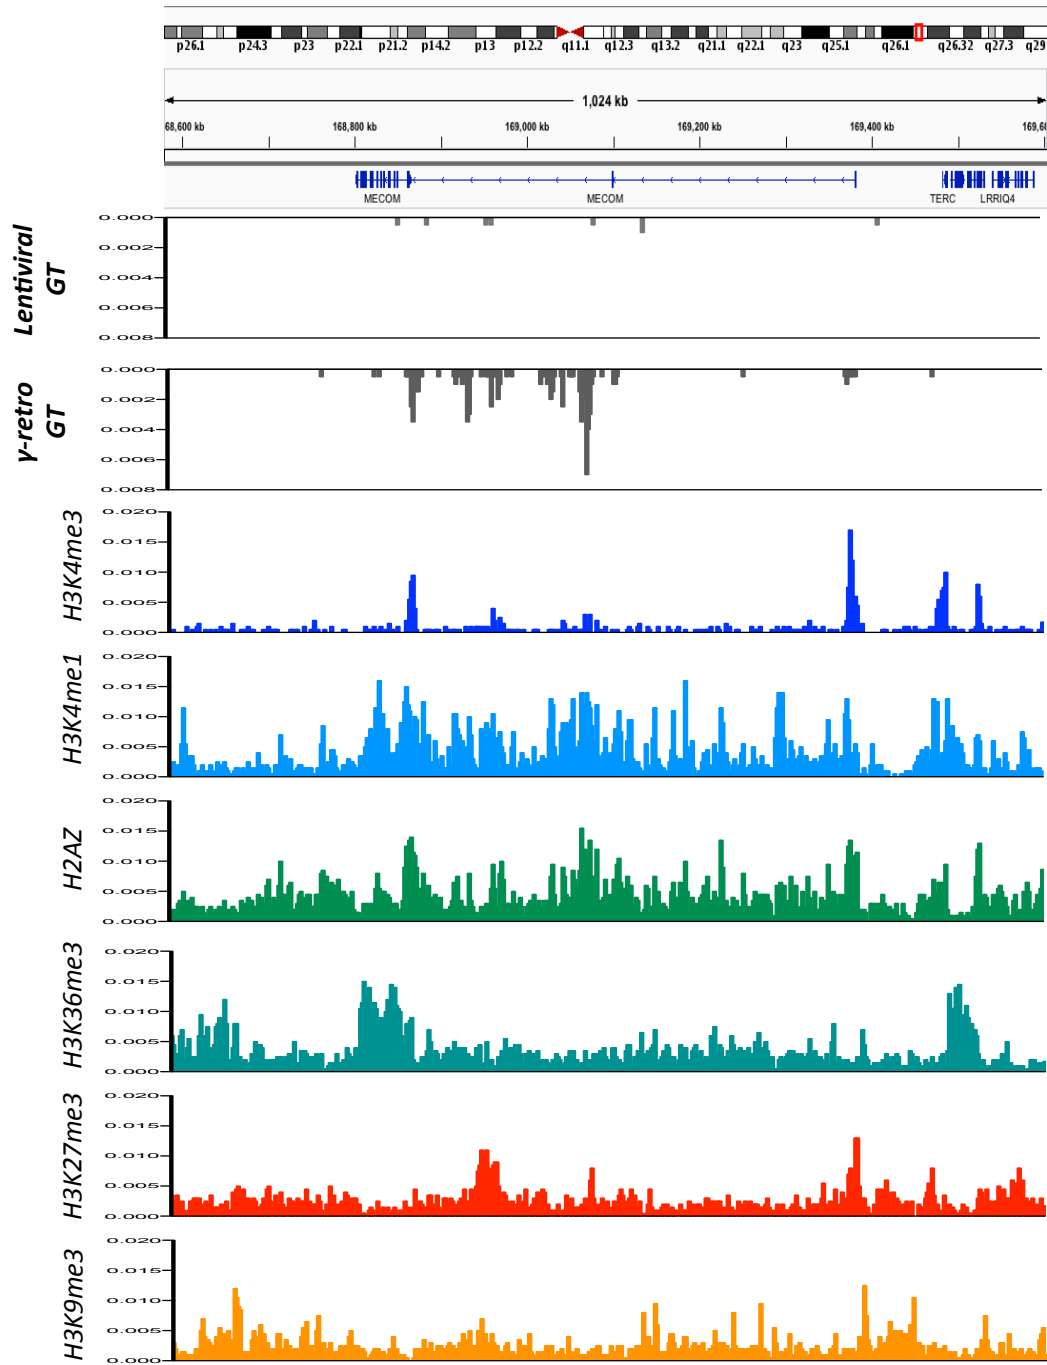 p26.1 p24.3 p23 p22.1 p21.2 p14.2 p13 p12.2 q11.1 q12.3 q13.2 q21.1 q22.1 q23 q25.1 q26.1 q26.32 q27.3 q29
1,024 kb
68,600 kb 168,800 kb 169,000 kb 169,200 kb 169,400 kb 169,60
MECOM MECOM TERC LRRIQ4
Lentiviral
GT
0.000
0.002
0.004
0.006
0.008
γ-retro
GT
0.000
0.002
0.004
0.006
0.008
H3K4me3
0.020
0.015
0.010
0.005
0.000
H3K4me1
0.020
0.015
0.010
0.005
0.000
H2AZ
0.020
0.015
0.010
0.005
0.000
H3K36me3
0.020
0.015
0.010
0.005
0.000
H3K27me3
0.020
0.015
0.010
0.005
0.000
H3K9me3
0.020
0.015
0.010
0.005
0.000